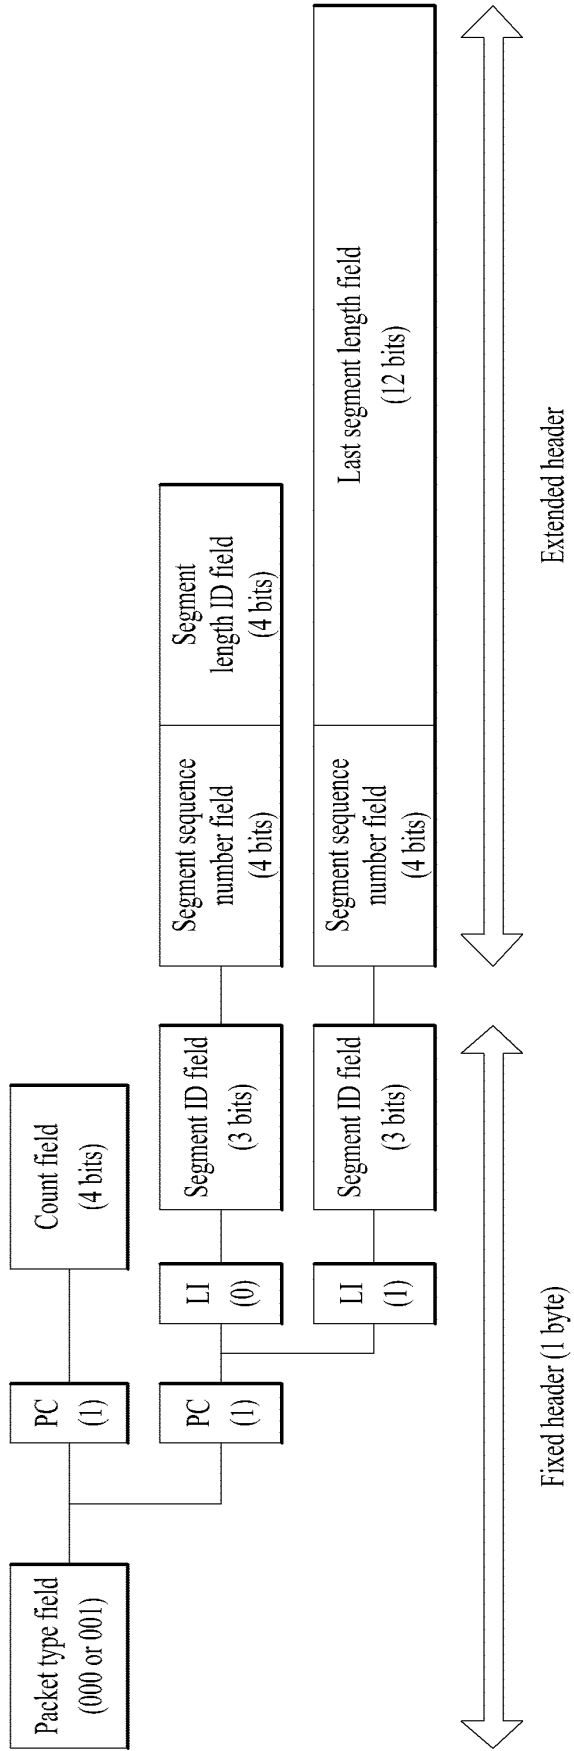 Packet type field
(000 or 001)
PC
(1)
Count field
(4 bits)
PC
(1)
LI
(0)
Segment ID field
(3 bits)
Segment sequence
number field
(4 bits)
Segment
length ID field
(4 bits)
LI
(1)
Segment ID field
(3 bits)
Segment sequence
number field
(4 bits)
Last segment length field
(12 bits)
Fixed header (1 byte)
Extended header